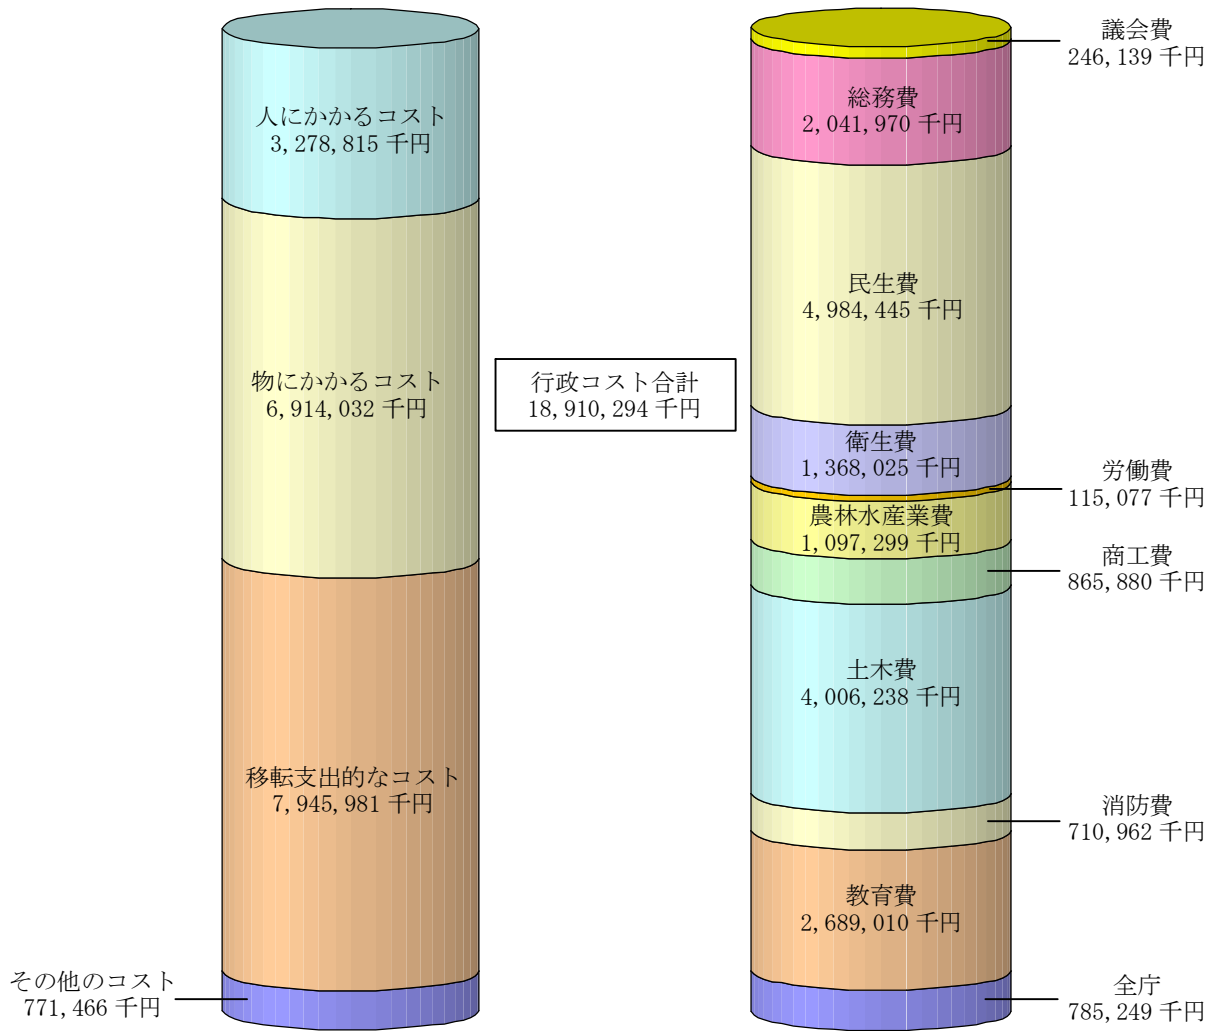 人にかかるコスト
3,278,815 千円
物にかかるコスト
6,914,032 千円
移転支出的なコスト
7,945,981 千円
その他のコスト
771,466 千円
行政コスト合計
18,910,294 千円
議会費
246,139 千円
総務費
2,041,970 千円
民生費
4,984,445 千円
衛生費
1,368,025 千円
労働費
115,077 千円
農林水産業費
1,097,299 千円
商工費
865,880 千円
土木費
4,006,238 千円
消防費
710,962 千円
教育費
2,689,010 千円
全庁
785,249 千円